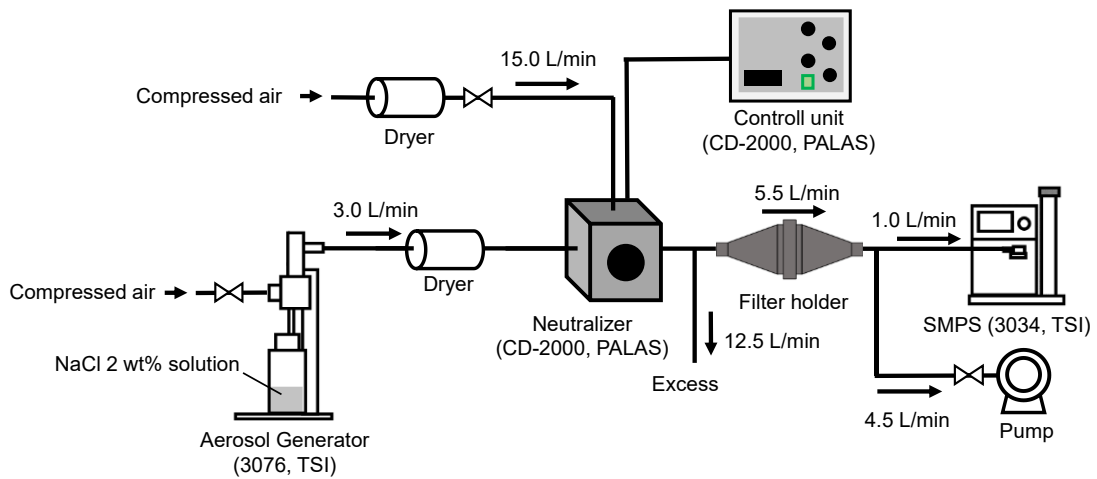 15.0 L/min
Compressed air
Dryer
Controll unit
(CD-2000, PALAS)
3.0 L/min
5.5 L/min
1.0 L/min
Dryer
Compressed air
Filter holder
Neutralizer
(CD-2000, PALAS)
12.5 L/min
SMPS (3034, TSI)
NaCl 2 wt% solution
Excess
4.5 L/min
Pump
Aerosol Generator
(3076, TSI)